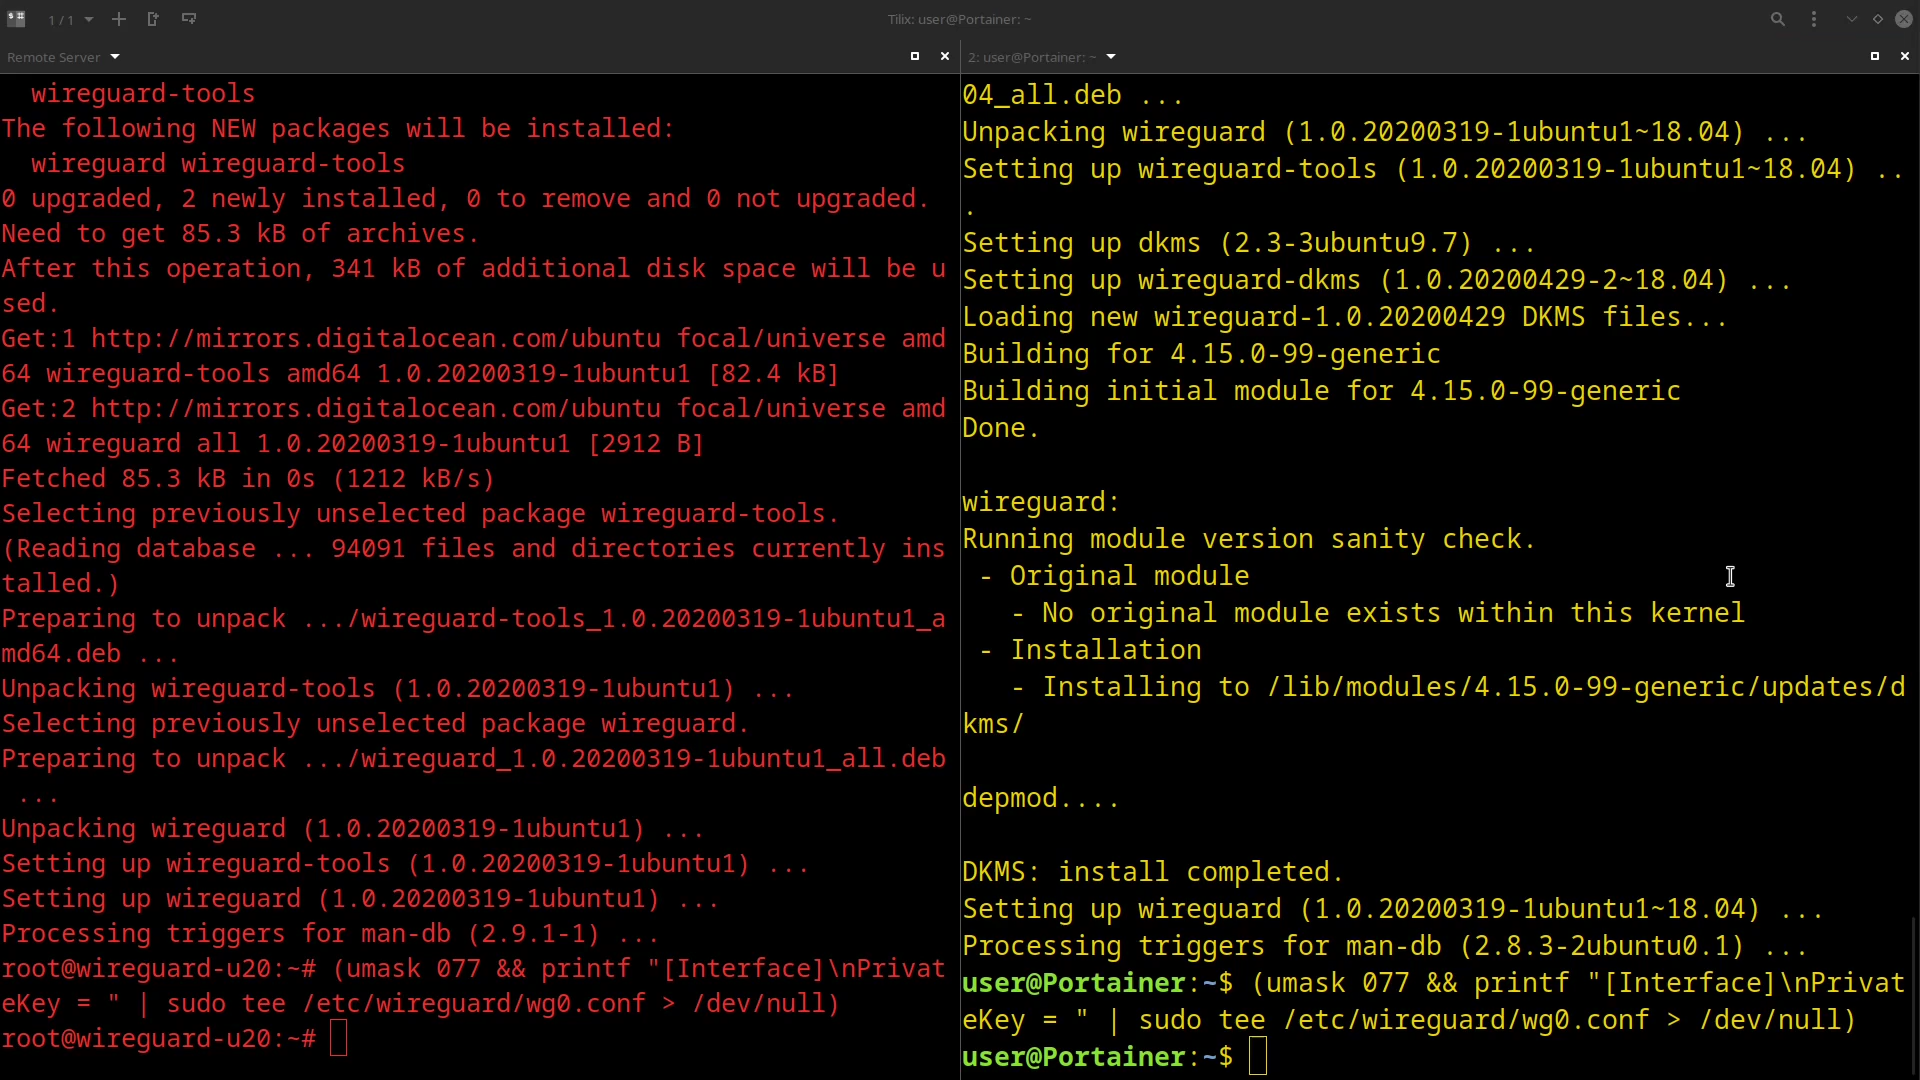 1 / 1
Tilix: user@Portainer: ~
Remote Server
wireguard-tools
The following NEW packages will be installed:
wireguard wireguard-tools
0 upgraded, 2 newly installed, 0 to remove and 0 not upgraded.
Need to get 85.3 kB of archives.
After this operation, 341 kB of additional disk space will be u
sed.
Get:1 http://mirrors.digitalocean.com/ubuntu focal/universe amd
64 wireguard-tools amd64 1.0.20200319-1ubuntu1 [82.4 kB]
Get:2 http://mirrors.digitalocean.com/ubuntu focal/universe amd
64 wireguard all 1.0.20200319-1ubuntu1 [2912 B]
Fetched 85.3 kB in 0s (1212 kB/s)
Selecting previously unselected package wireguard-tools.
(Reading database ... 94091 files and directories currently ins
talled.)
Preparing to unpack .../wireguard-tools_1.0.20200319-1ubuntu1_a
md64.deb ...
Unpacking wireguard-tools (1.0.20200319-1ubuntu1) ...
Selecting previously unselected package wireguard.
Preparing to unpack .../wireguard_1.0.20200319-1ubuntu1_all.deb
...
Unpacking wireguard (1.0.20200319-1ubuntu1) ...
Setting up wireguard-tools (1.0.20200319-1ubuntu1) ...
Setting up wireguard (1.0.20200319-1ubuntu1) ...
Processing triggers for man-db (2.9.1-1) ...
root@wireguard-u20:~# (umask 077 && printf "[Interface]\nPrivat
eKey = " | sudo tee /etc/wireguard/wg0.conf > /dev/null)
root@wireguard-u20:~#
2: user@Portainer: ~
04_all.deb ...
Unpacking wireguard (1.0.20200319-1ubuntu1~18.04) ...
Setting up wireguard-tools (1.0.20200319-1ubuntu1~18.04) ..
.
Setting up dkms (2.3-3ubuntu9.7) ...
Setting up wireguard-dkms (1.0.20200429-2~18.04) ...
Loading new wireguard-1.0.20200429 DKMS files...
Building for 4.15.0-99-generic
Building initial module for 4.15.0-99-generic
Done.
wireguard:
Running module version sanity check.
- Original module
- No original module exists within this kernel
- Installation
- Installing to /lib/modules/4.15.0-99-generic/updates/d
kms/
depmod....
DKMS: install completed.
Setting up wireguard (1.0.20200319-1ubuntu1~18.04) ...
Processing triggers for man-db (2.8.3-2ubuntu0.1) ...
user@Portainer:~$ (umask 077 && printf "[Interface]\nPrivat
eKey = " | sudo tee /etc/wireguard/wg0.conf > /dev/null)
user@Portainer:~$